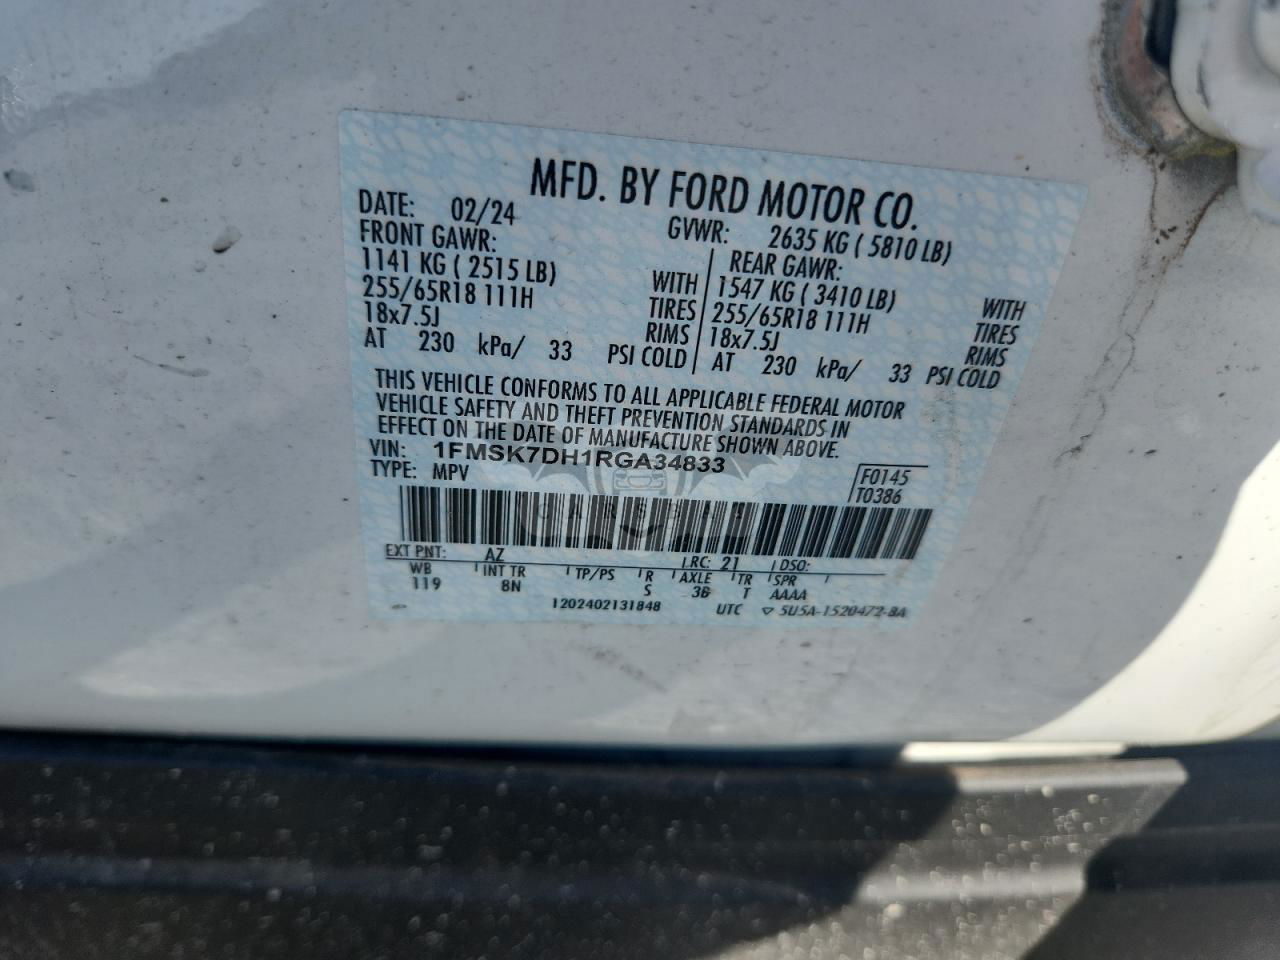 MFD. BY FORD MOTOR CO.
DATE: 02/24 GVWR: 2635 KG ( 5810 LB)
FRONT GAWR: REAR GAWR:
1141 KG ( 2515 LB) WITH 1547 KG ( 3410 LB) WITH
255/65R18 111H TIRES 255/65R18 111H TIRES
18x7.5J RIMS 18x7.5J RIMS
AT 230 kPa/ 33 PSI COLD AT 230 kPa/ 33 PSI COLD
THIS VEHICLE CONFORMS TO ALL APPLICABLE FEDERAL MOTOR
VEHICLE SAFETY AND THEFT PREVENTION STANDARDS IN
EFFECT ON THE DATE OF MANUFACTURE SHOWN ABOVE.
VIN: 1FMSK7DH1RGA34833
TYPE: MPV F0145
T0386
EXT PNT: AZ RC: 21 DSO:
WB INT TR TP/PS R AXLE TR SPR
119 8N S 3B T AAAA
1202402131848 UTC ▽ 5U5A-1520472-BA